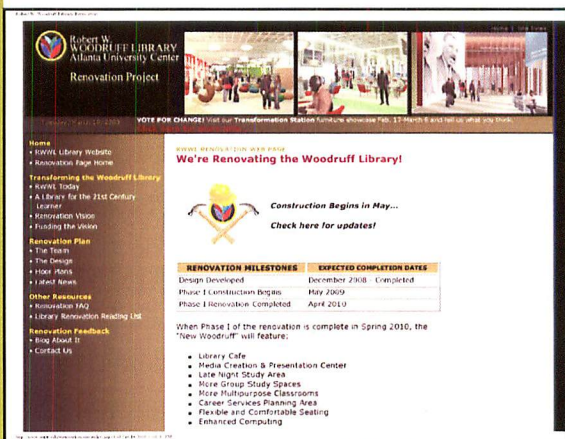 Robert W.
WOODRUFF LIBRARY
Atlanta University Center
Renovation Project
VOTE FOR CHANGE! Visit our Transformation Station furniture showcase Feb. 17-March 6 and tell us what you think.
Home
• RWWL Library Website
• Renovation Page Home
Transforming the Woodruff Library
• RWWL Today
• A Library for the 21st Century
Learner
• Renovation Vision
• Funding the Vision
Renovation Plan
• The Team
• The Design
• Floor Plans
• Latest News
Other Resources
• Renovation FAQ
• Library Renovation Reading List
Renovation Feedback
• Blog About It
• Contact Us
RWWL RENOVATION WEB PAGE
We're Renovating the Woodruff Library!
Construction Begins in May...
Check here for updates!
RENOVATION MILESTONES EXPECTED COMPLETION DATES
Design Developed December 2008 - Completed
Phase I Construction Begins May 2009
Phase I Renovation Completed April 2010
When Phase I of the renovation is complete in Spring 2010, the
"New Woodruff" will feature:
• Library Cafe
• Media Creation & Presentation Center
• Late Night Study Area
• More Group Study Spaces
• More Multipurpose Classrooms
• Career Services Planning Area
• Flexible and Comfortable Seating
• Enhanced Computing